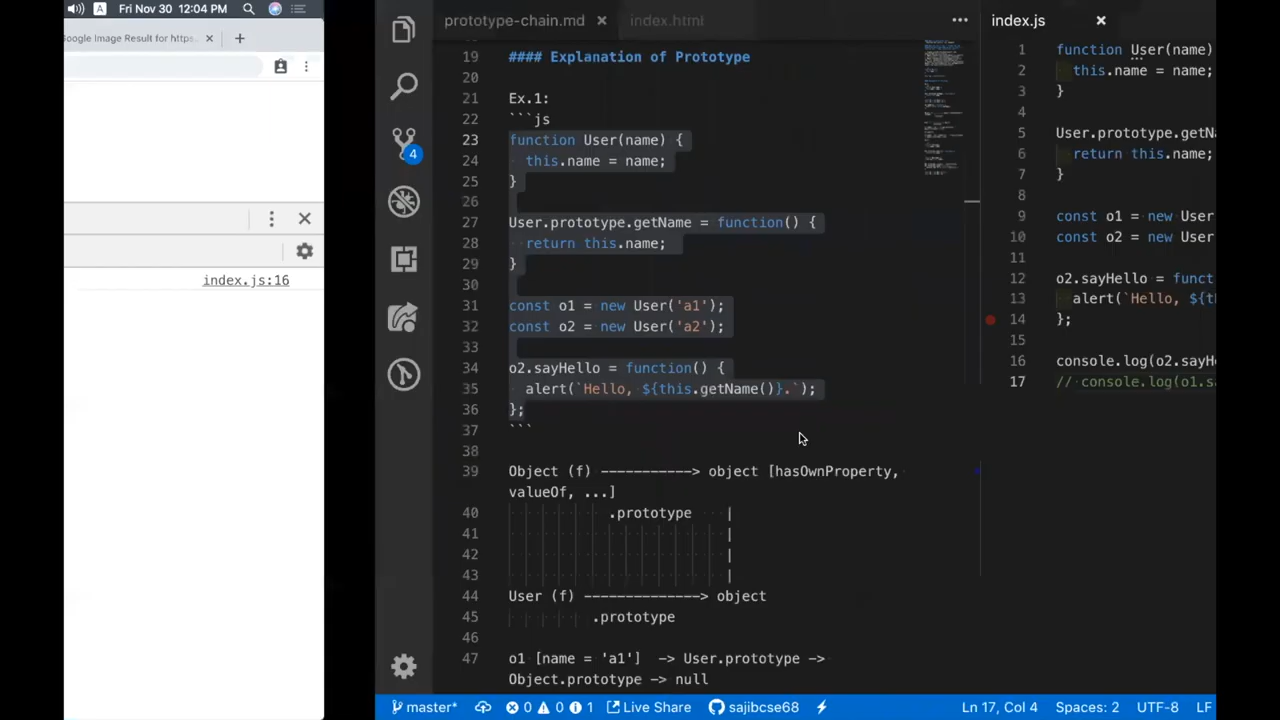 Fri Nov 30 12:04 PM
oogle Image Result for https:
index.js:16
prototype-chain.md
index.html
19 #### Explanation of Prototype
20
21 Ex.1:
22 ```js
23 function User(name) {
24 this.name = name;
25 }
26
27 User.prototype.getName = function() {
28 return this.name;
29 }
30
31 const o1 = new User('a1');
32 const o2 = new User('a2');
33
34 o2.sayHello = function() {
35 alert(`Hello, ${this.getName()}.`);
36 };
37 ```
38
39 Object (f) -----------> object [hasOwnProperty,
valueOf, ...]
40 .prototype |
41 |
42 |
43 |
44 User (f) --------------> object
45 .prototype
46
47 o1 [name = 'a1'] -> User.prototype ->
Object.prototype -> null
4
index.js
1 function User(name)
2 this.name = name;
3 }
4
5 User.prototype.getN
6 return this.name;
7 }
8
9 const o1 = new User
10 const o2 = new User
11
12 o2.sayHello = funct
13 alert(`Hello, ${th
14 };
15
16 console.log(o2.sayH
17 // console.log(o1.s
master* 0 0 1 Live Share sajibcse68 Ln 17, Col 4 Spaces: 2 UTF-8 LF